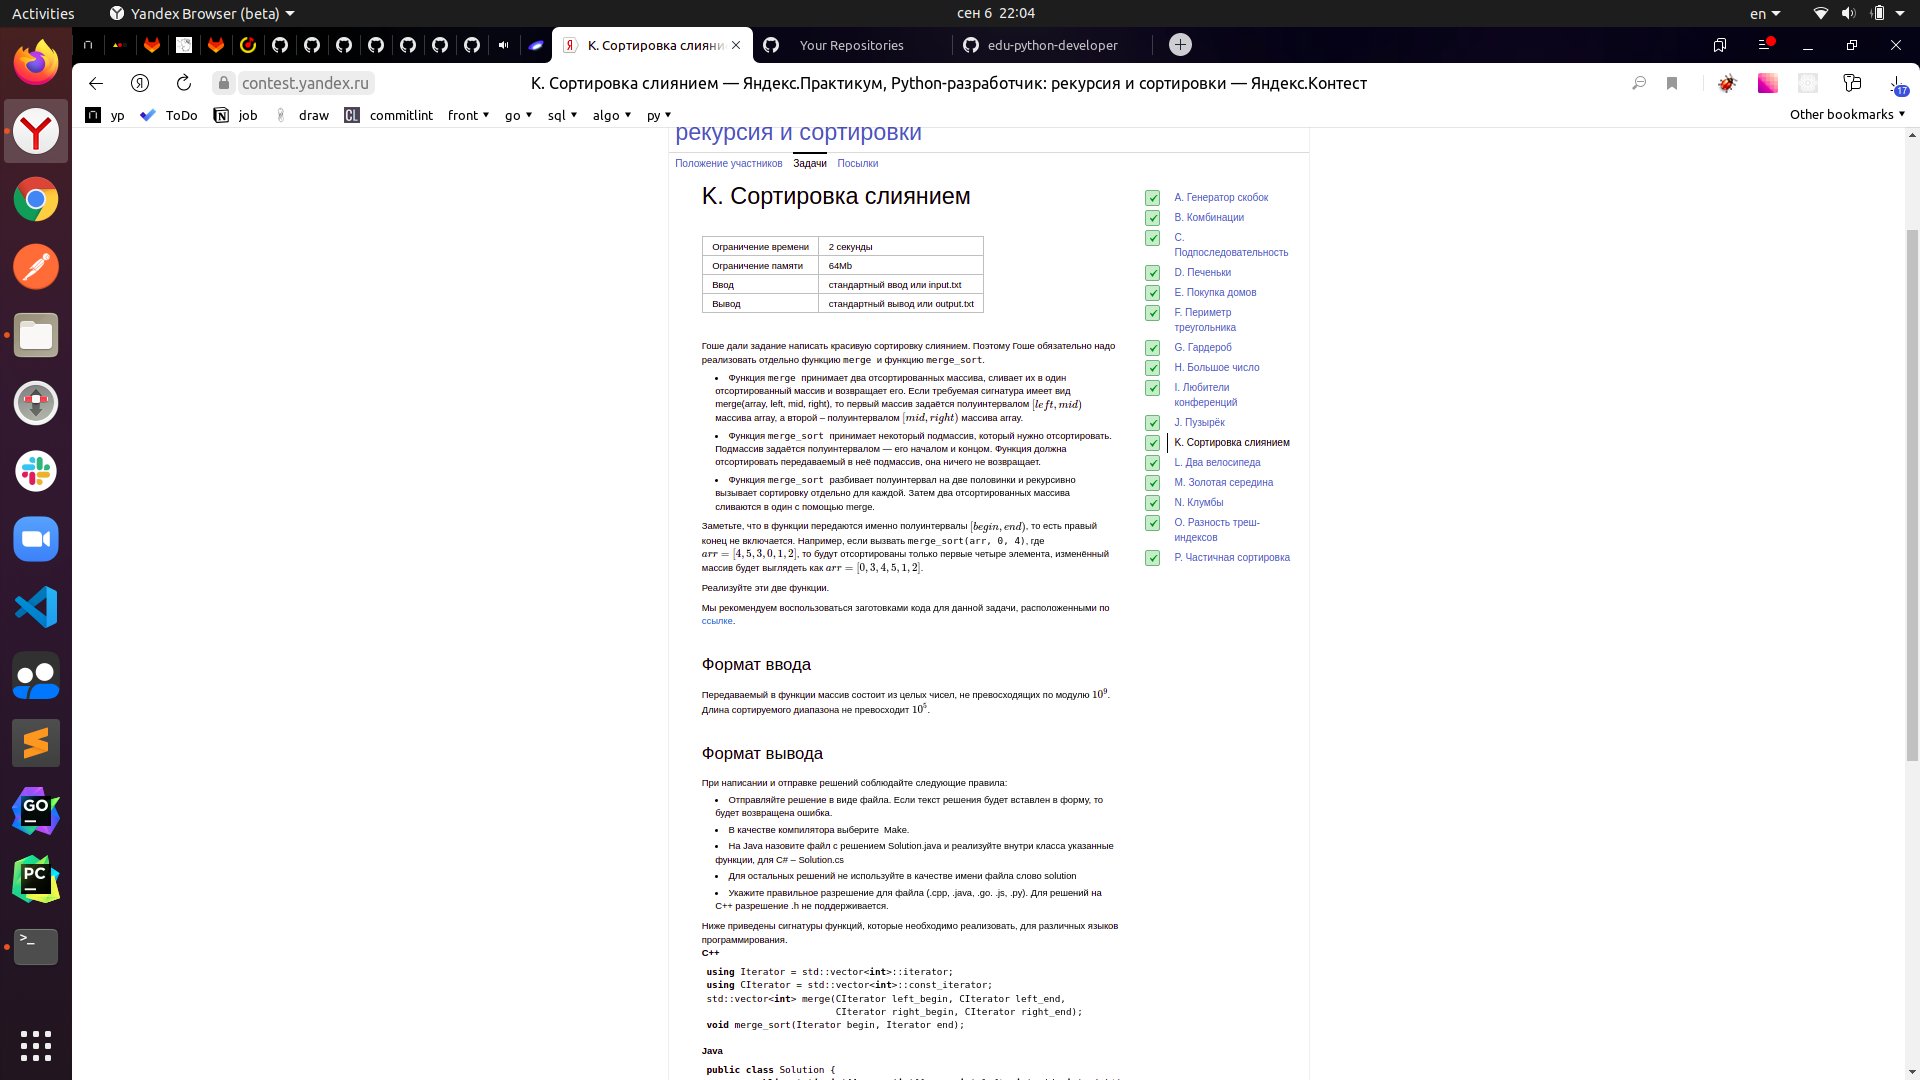 Activities
Yandex Browser (beta)
сен 6 22:04
en
K. Сортировка слияни
Your Repositories
edu-python-developer
contest.yandex.ru
K. Сортировка слиянием — Яндекс.Практикум, Python-разработчик: рекурсия и сортировки — Яндекс.Контест
17
yp
ToDo
job
draw
CL
commitlint
front
go
sql
algo
py
Other bookmarks
рекурсия и сортировки
Положение участников
Задачи
Посылки
K. Сортировка слиянием
Ограничение времени 2 секунды
Ограничение памяти 64Mb
Ввод стандартный ввод или input.txt
Вывод стандартный вывод или output.txt
Гоше дали задание написать красивую сортировку слиянием. Поэтому Гоше обязательно надо
реализовать отдельно функцию merge и функцию merge_sort.
• Функция merge принимает два отсортированных массива, сливает их в один
отсортированный массив и возвращает его. Если требуемая сигнатура имеет вид
merge(array, left, mid, right), то первый массив задаётся полуинтервалом [left, mid)
массива array, а второй – полуинтервалом [mid, right) массива array.
• Функция merge_sort принимает некоторый подмассив, который нужно отсортировать.
Подмассив задаётся полуинтервалом — его началом и концом. Функция должна
отсортировать передаваемый в неё подмассив, она ничего не возвращает.
• Функция merge_sort разбивает полуинтервал на две половинки и рекурсивно
вызывает сортировку отдельно для каждой. Затем два отсортированных массива
сливаются в один с помощью merge.
Заметьте, что в функции передаются именно полуинтервалы [begin, end), то есть правый
конец не включается. Например, если вызвать merge_sort(arr, 0, 4), где
arr = [4, 5, 3, 0, 1, 2], то будут отсортированы только первые четыре элемента, изменённый
массив будет выглядеть как arr = [0, 3, 4, 5, 1, 2].
Реализуйте эти две функции.
Мы рекомендуем воспользоваться заготовками кода для данной задачи, расположенными по
ссылке.
Формат ввода
Передаваемый в функции массив состоит из целых чисел, не превосходящих по модулю 10⁹.
Длина сортируемого диапазона не превосходит 10⁵.
Формат вывода
При написании и отправке решений соблюдайте следующие правила:
• Отправляйте решение в виде файла. Если текст решения будет вставлен в форму, то
будет возвращена ошибка.
• В качестве компилятора выберите Make.
• На Java назовите файл с решением Solution.java и реализуйте внутри класса указанные
функции, для C# – Solution.cs
• Для остальных решений не используйте в качестве имени файла слово solution
• Укажите правильное разрешение для файла (.cpp, .java, .go. .js, .py). Для решений на
C++ разрешение .h не поддерживается.
Ниже приведены сигнатуры функций, которые необходимо реализовать, для различных языков
программирования.
C++
using Iterator = std::vector<int>::iterator;
using CIterator = std::vector<int>::const_iterator;
std::vector<int> merge(CIterator left_begin, CIterator left_end,
CIterator right_begin, CIterator right_end);
void merge_sort(Iterator begin, Iterator end);
Java
public class Solution {
A. Генератор скобок
B. Комбинации
C.
Подпоследовательность
D. Печеньки
E. Покупка домов
F. Периметр
треугольника
G. Гардероб
H. Большое число
I. Любители
конференций
J. Пузырёк
K. Сортировка слиянием
L. Два велосипеда
M. Золотая середина
N. Клумбы
O. Разность треш-
индексов
P. Частичная сортировка
GO
PC
>_